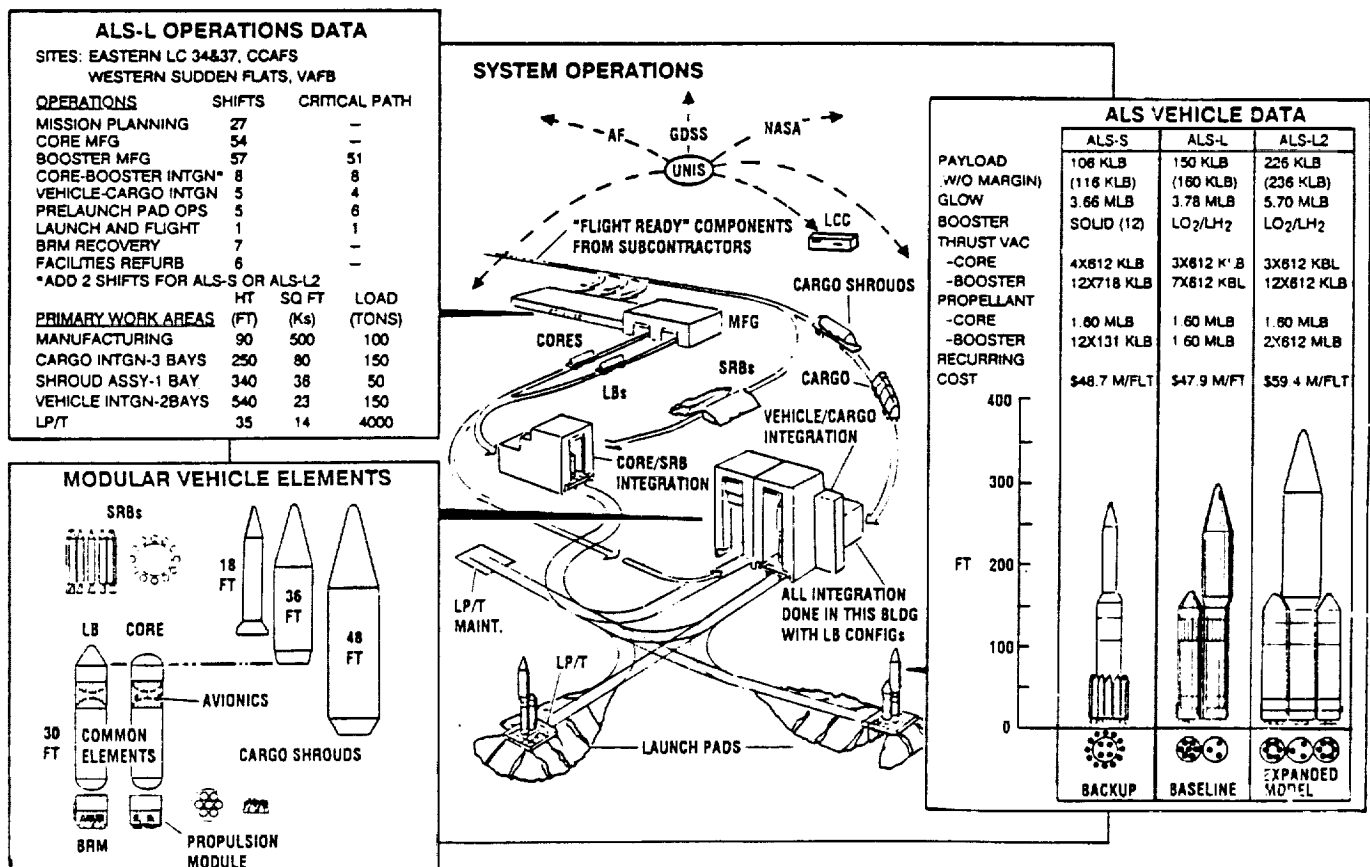 ALS-L OPERATIONS DATA
SITES: EASTERN LC 34&37, CCAFS
WESTERN SUDDEN FLATS, VAFB
OPERATIONS SHIFTS CRITICAL PATH
MISSION PLANNING 27 –
CORE MFG 54 –
BOOSTER MFG 57 51
CORE-BOOSTER INTGN* 8 8
VEHICLE-CARGO INTGN 5 4
PRELAUNCH PAD OPS 5 6
LAUNCH AND FLIGHT 1 1
BRM RECOVERY 7 –
FACILITIES REFURB 6 –
*ADD 2 SHIFTS FOR ALS-S OR ALS-L2
HT SQ FT LOAD
PRIMARY WORK AREAS (FT) (Ks) (TONS)
MANUFACTURING 90 500 100
CARGO INTGN-3 BAYS 250 80 150
SHROUD ASSY-1 BAY 340 36 50
VEHICLE INTGN-2BAYS 540 23 150
LP/T 35 14 4000
MODULAR VEHICLE ELEMENTS
SRBs
18
FT
36
FT
48
FT
LB CORE
AVIONICS
30
FT
COMMON
ELEMENTS
CARGO SHROUDS
BRM
PROPULSION
MODULE
SYSTEM OPERATIONS
AF
GDSS
NASA
UNIS
LCC
"FLIGHT READY" COMPONENTS
FROM SUBCONTRACTORS
CARGO SHROUDS
MFG
CORES
SRBs
CARGO
LBs
VEHICLE/CARGO
INTEGRATION
CORE/SRB
INTEGRATION
LP/T
MAINT.
ALL INTEGRATION
DONE IN THIS BLDG
WITH LB CONFIGs
LP/T
LAUNCH PADS
ALS VEHICLE DATA
ALS-S ALS-L ALS-L2
PAYLOAD 106 KLB 150 KLB 226 KLB
(W/O MARGIN) (116 KLB) (160 KLB) (236 KLB)
GLOW 3.66 MLB 3.78 MLB 5.70 MLB
BOOSTER SOLID (12) LO2/LH2 LO2/LH2
THRUST VAC
-CORE 4X612 KLB 3X612 3X612 KBL
-BOOSTER 12X718 KLB 7X612 KBL 12X612 KLB
PROPELLANT
-CORE 1.60 MLB 1.60 MLB 1.60 MLB
-BOOSTER 12X131 KLB 1.60 MLB 2X612 MLB
RECURRING
COST $48.7 M/FLT $47.9 M/FT $59.4 M/FLT
400
300
FT 200
100
0
BACKUP BASELINE EXPANDED
MODEL